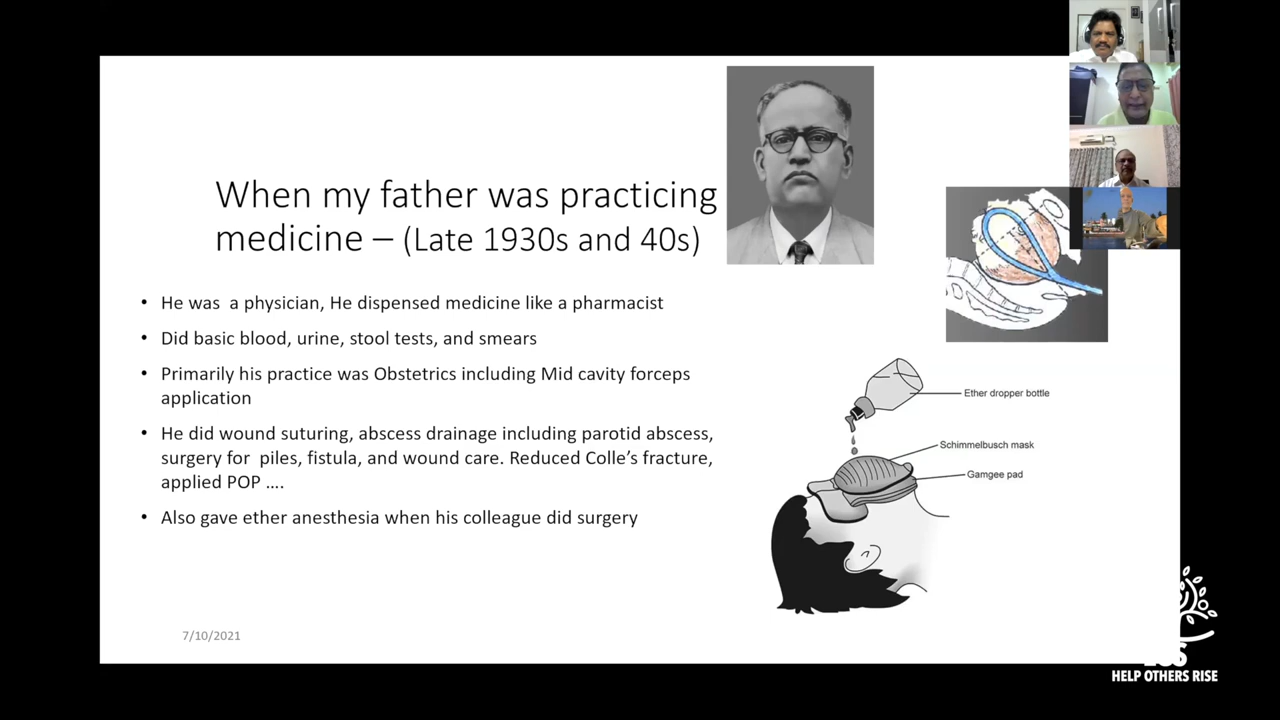 When my father was practicing
medicine – (Late 1930s and 40s)
• He was  a physician, He dispensed medicine like a pharmacist
• Did basic blood, urine, stool tests, and smears
• Primarily his practice was Obstetrics including Mid cavity forceps
application
• He did wound suturing, abscess drainage including parotid abscess,
surgery for  piles, fistula, and wound care. Reduced Colle’s fracture,
applied POP ….
• Also gave ether anesthesia when his colleague did surgery
Ether dropper bottle
Schimmelbusch mask
Gamgee pad
7/10/2021
HELP OTHERS RISE